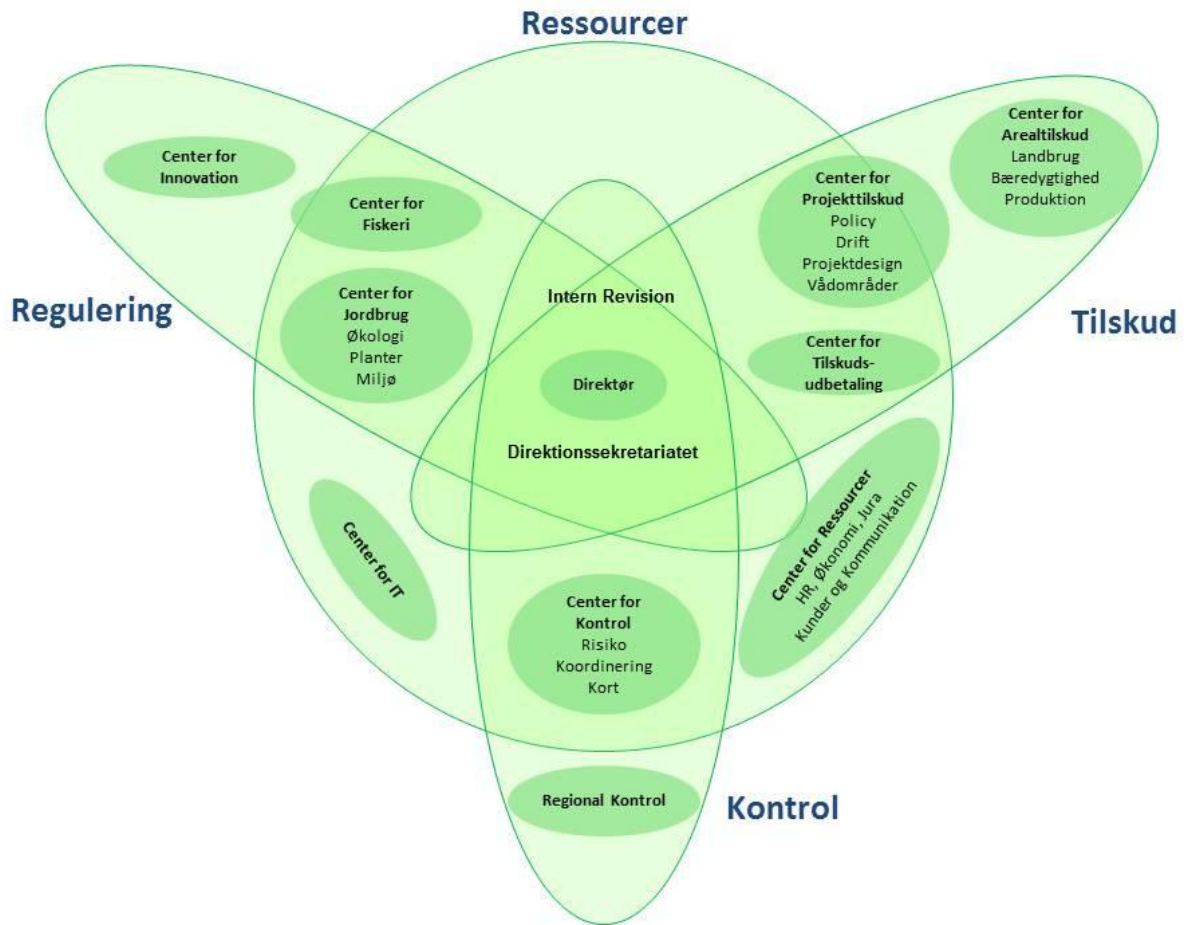 Ressourcer
Center for
Innovation
Center for
Fiskeri
Center for
Jordbrug
Økologi
Planter
Miljø
Regulering
Intern Revision
Direktør
Direktionssekretariatet
Center for
Projekttilskud
Policy
Drift
Projektdesign
Vådområder
Center for
Arealtilskud
Landbrug
Bæredygtighed
Produktion
Center for
Tilskuds-
udbetaling
Tilskud
Center for IT
Center for Ressourcer
HR, Økonomi, Jura
Kunder og Kommunikation
Center for
Kontrol
Risiko
Koordinering
Kort
Regional Kontrol
Kontrol